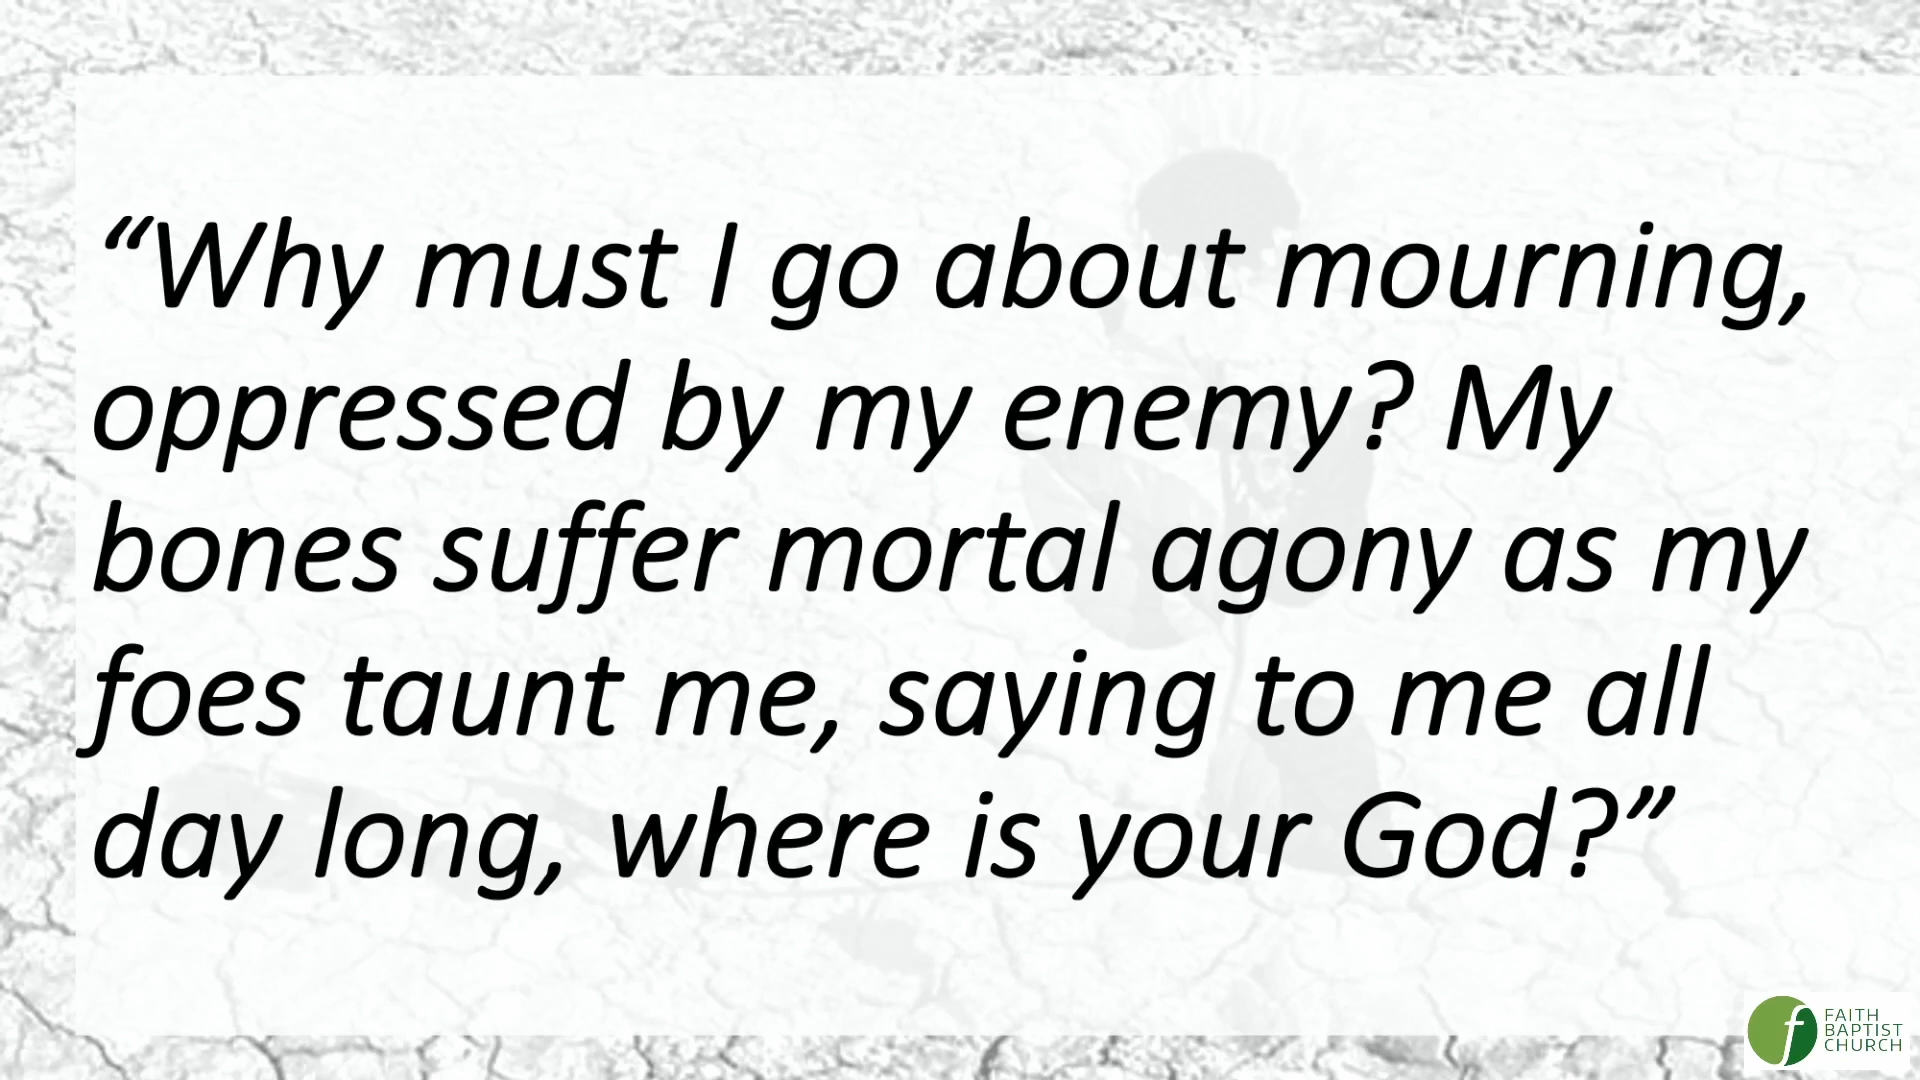 “Why must I go about mourning,
oppressed by my enemy? My
bones suffer mortal agony as my
foes taunt me, saying to me all
day long, where is your God?”
f FAITH
BAPTIST
CHURCH